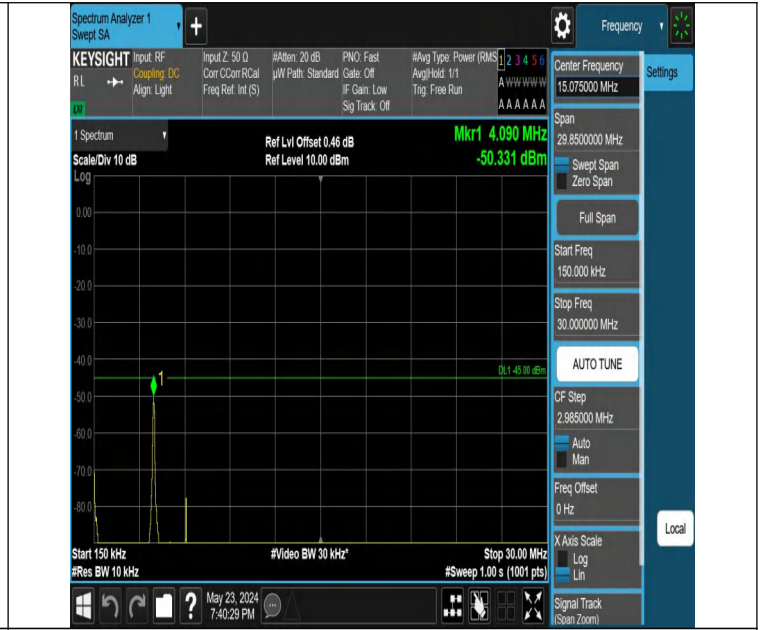 Spectrum Analyzer 1
Swept SA
+
Frequency
KEYSIGHT
RL
Input: RF
Coupling: DC
Align: Light
Input Z: 50 Ω
Corr CCorr RCal
Freq Ref: Int (S)
#Atten: 20 dB
µW Path: Standard
PNO: Fast
Gate: Off
IF Gain: Low
Sig Track: Off
#Avg Type: Power (RMS
Avg|Hold: 1/1
Trig: Free Run
1 2 3 4 5 6
A W W W W W
A A A A A A
1 Spectrum
Scale/Div 10 dB
Log
Ref Lvl Offset 0.46 dB
Ref Level 10.00 dBm
Mkr1 4.090 MHz
-50.331 dBm
0.00
-10.0
-20.0
-30.0
-40.0
-50.0
-60.0
-70.0
-80.0
1
DL1 -45.00 dBm
Start 150 kHz
#Res BW 10 kHz
#Video BW 30 kHz*
Stop 30.00 MHz
#Sweep 1.00 s (1001 pts)
Center Frequency
15.075000 MHz
Settings
Span
29.8500000 MHz
Swept Span
Zero Span
Full Span
Start Freq
150.000 kHz
Stop Freq
30.000000 MHz
AUTO TUNE
CF Step
2.985000 MHz
Auto
Man
Freq Offset
0 Hz
X Axis Scale
Log
Lin
Signal Track
(Span Zoom)
Local
?
May 23, 2024
7:40:29 PM